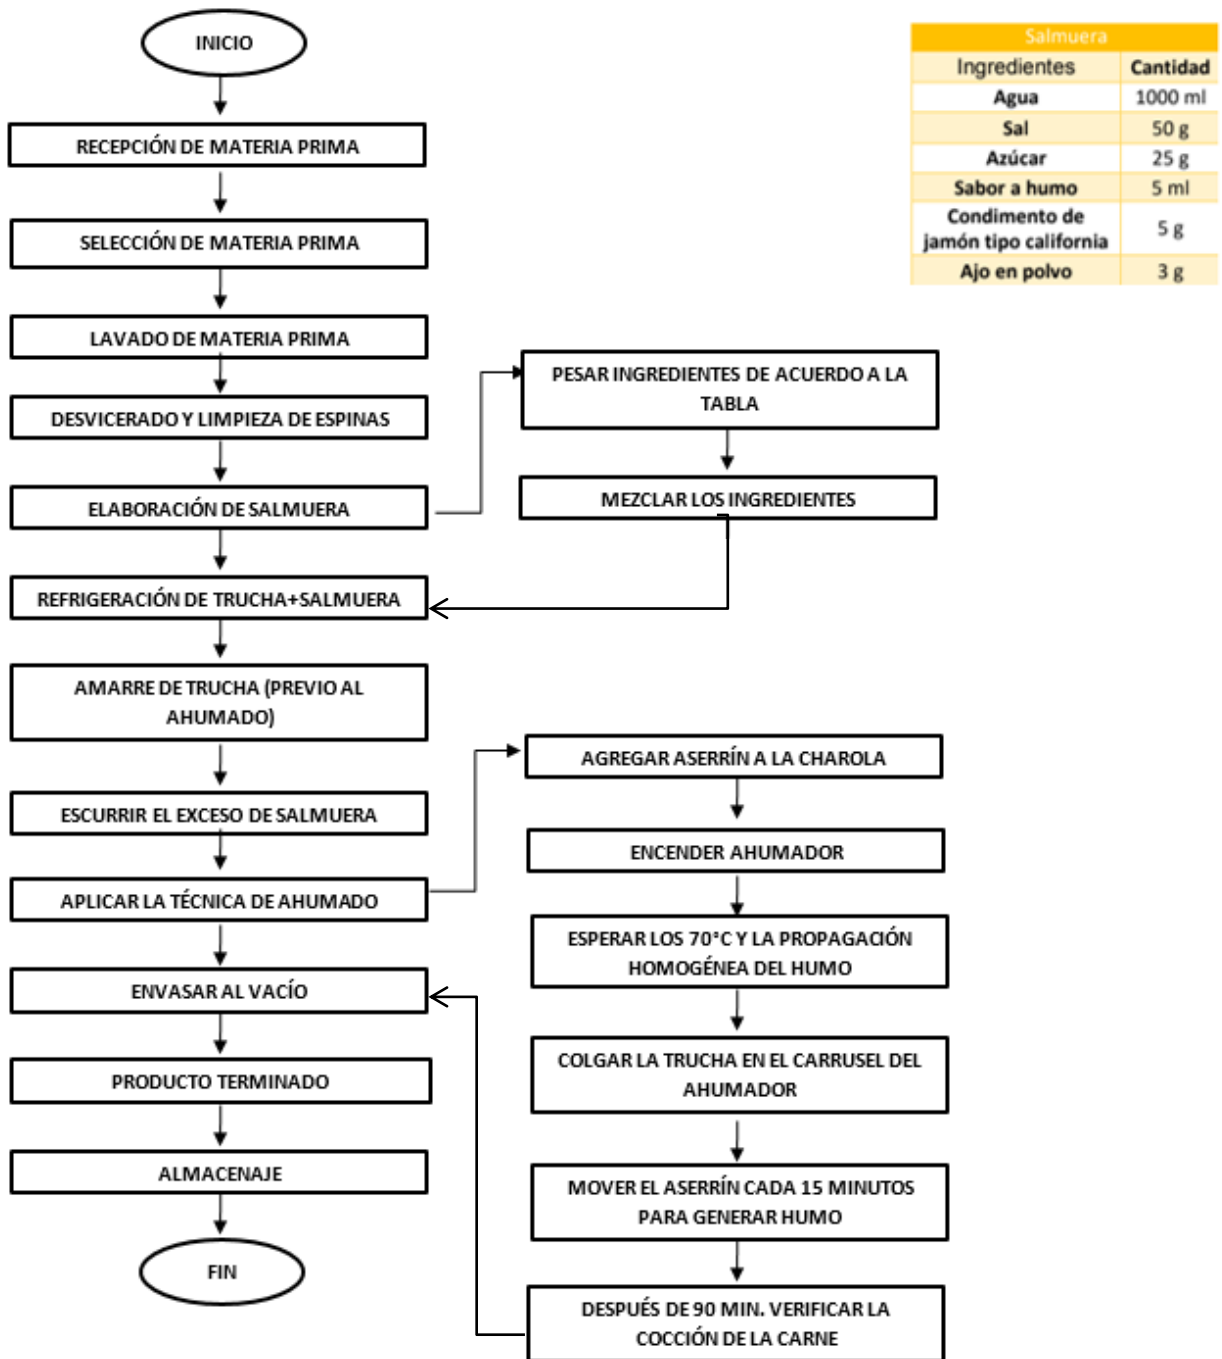 INICIO
RECEPCIÓN DE MATERIA PRIMA
SELECCIÓN DE MATERIA PRIMA
LAVADO DE MATERIA PRIMA
DESVICERADO Y LIMPIEZA DE ESPINAS
ELABORACIÓN DE SALMUERA
PESAR INGREDIENTES DE ACUERDO A LA
TABLA
MEZCLAR LOS INGREDIENTES
REFRIGERACIÓN DE TRUCHA+SALMUERA
AMARRE DE TRUCHA (PREVIO AL
AHUMADO)
ESCURRIR EL EXCESO DE SALMUERA
APLICAR LA TÉCNICA DE AHUMADO
AGREGAR ASERRÍN A LA CHAROLA
ENCENDER AHUMADOR
ESPERAR LOS 70°C Y LA PROPAGACIÓN
HOMOGÉNEA DEL HUMO
COLGAR LA TRUCHA EN EL CARRUSEL DEL
AHUMADOR
MOVER EL ASERRÍN CADA 15 MINUTOS
PARA GENERAR HUMO
DESPUÉS DE 90 MIN. VERIFICAR LA
COCCIÓN DE LA CARNE
ENVASAR AL VACÍO
PRODUCTO TERMINADO
ALMACENAJE
FIN
Salmuera
Ingredientes Cantidad
Agua 1000 ml
Sal 50 g
Azúcar 25 g
Sabor a humo 5 ml
Condimento de
jamón tipo california 5 g
Ajo en polvo 3 g